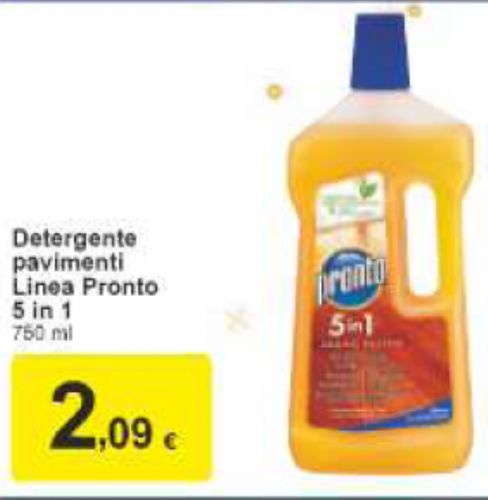 Detergente
pavimenti
Linea Pronto
5 in 1
750 ml
2,09 €
pronto
5in1